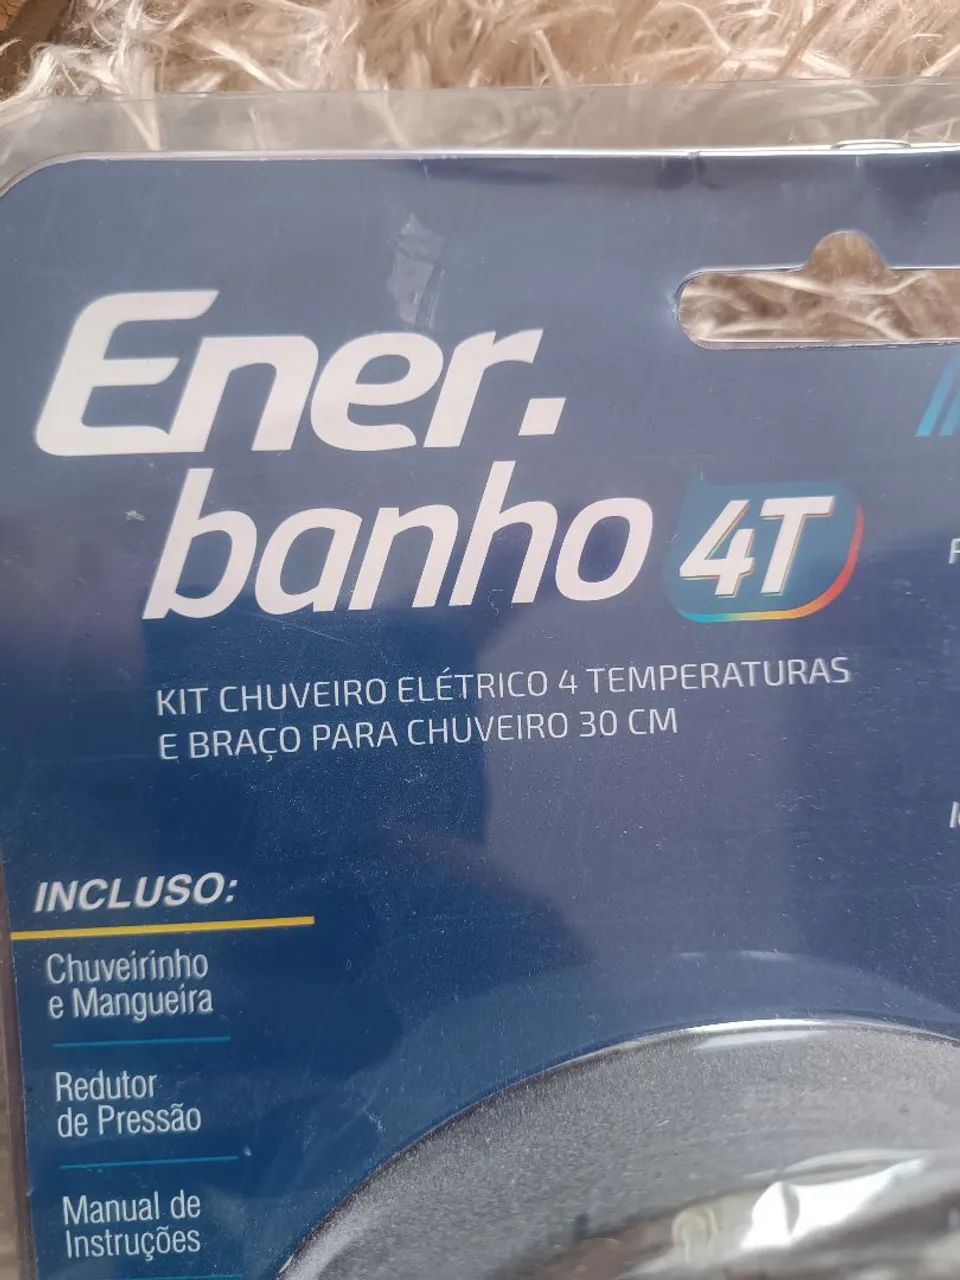 Ener.
banho 4T
KIT CHUVEIRO ELÉTRICO 4 TEMPERATURAS
E BRAÇO PARA CHUVEIRO 30 CM
INCLUSO:
Chuveirinho
e Mangueira
Redutor
de Pressão
Manual de
Instruções